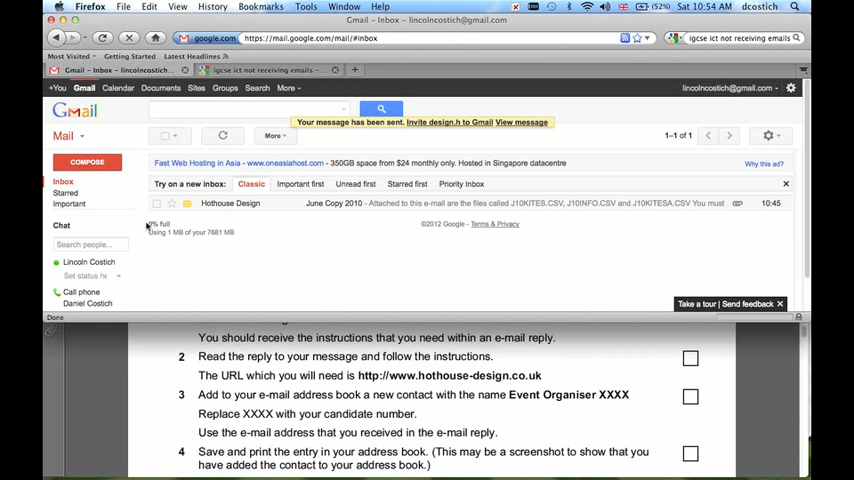 Firefox File Edit View History Bookmarks Tools Window Help (52%) Sat 10:54 AM dcostich
Gmail - Inbox - lincolncostich@gmail.com
google.com https://mail.google.com/mail/#inbox igcse ict not receiving emails
Most Visited Getting Started Latest Headlines
Gmail - Inbox - lincolncostich... igcse ict not receiving emails - ...
+You Gmail Calendar Documents Sites Groups Search More lincolncostich@gmail.com
Gmail
Your message has been sent. Invite design.h to Gmail View message
Mail More 1–1 of 1
COMPOSE Fast Web Hosting in Asia - www.oneasiahost.com - 350GB space from $24 monthly only. Hosted in Singapore datacentre Why this ad?
Inbox Try on a new inbox: Classic Important first Unread first Starred first Priority Inbox
Starred
Important Hothouse Design June Copy 2010 - Attached to this e-mail are the files called J10KITES.CSV, J10INFO.CSV and J10KITESA.CSV You must 10:45
Chat 0% full ©2012 Google - Terms & Privacy
Using 1 MB of your 7681 MB
Search people...
Lincoln Costich
Set status he
Call phone
Daniel Costich Take a tour | Send feedback
Done
You should receive the instructions that you need within an e-mail reply.
2 Read the reply to your message and follow the instructions.
The URL which you will need is http://www.hothouse-design.co.uk
3 Add to your e-mail address book a new contact with the name Event Organiser XXXX
Replace XXXX with your candidate number.
Use the e-mail address that you received in the e-mail reply.
4 Save and print the entry in your address book. (This may be a screenshot to show that you
have added the contact to your address book.)